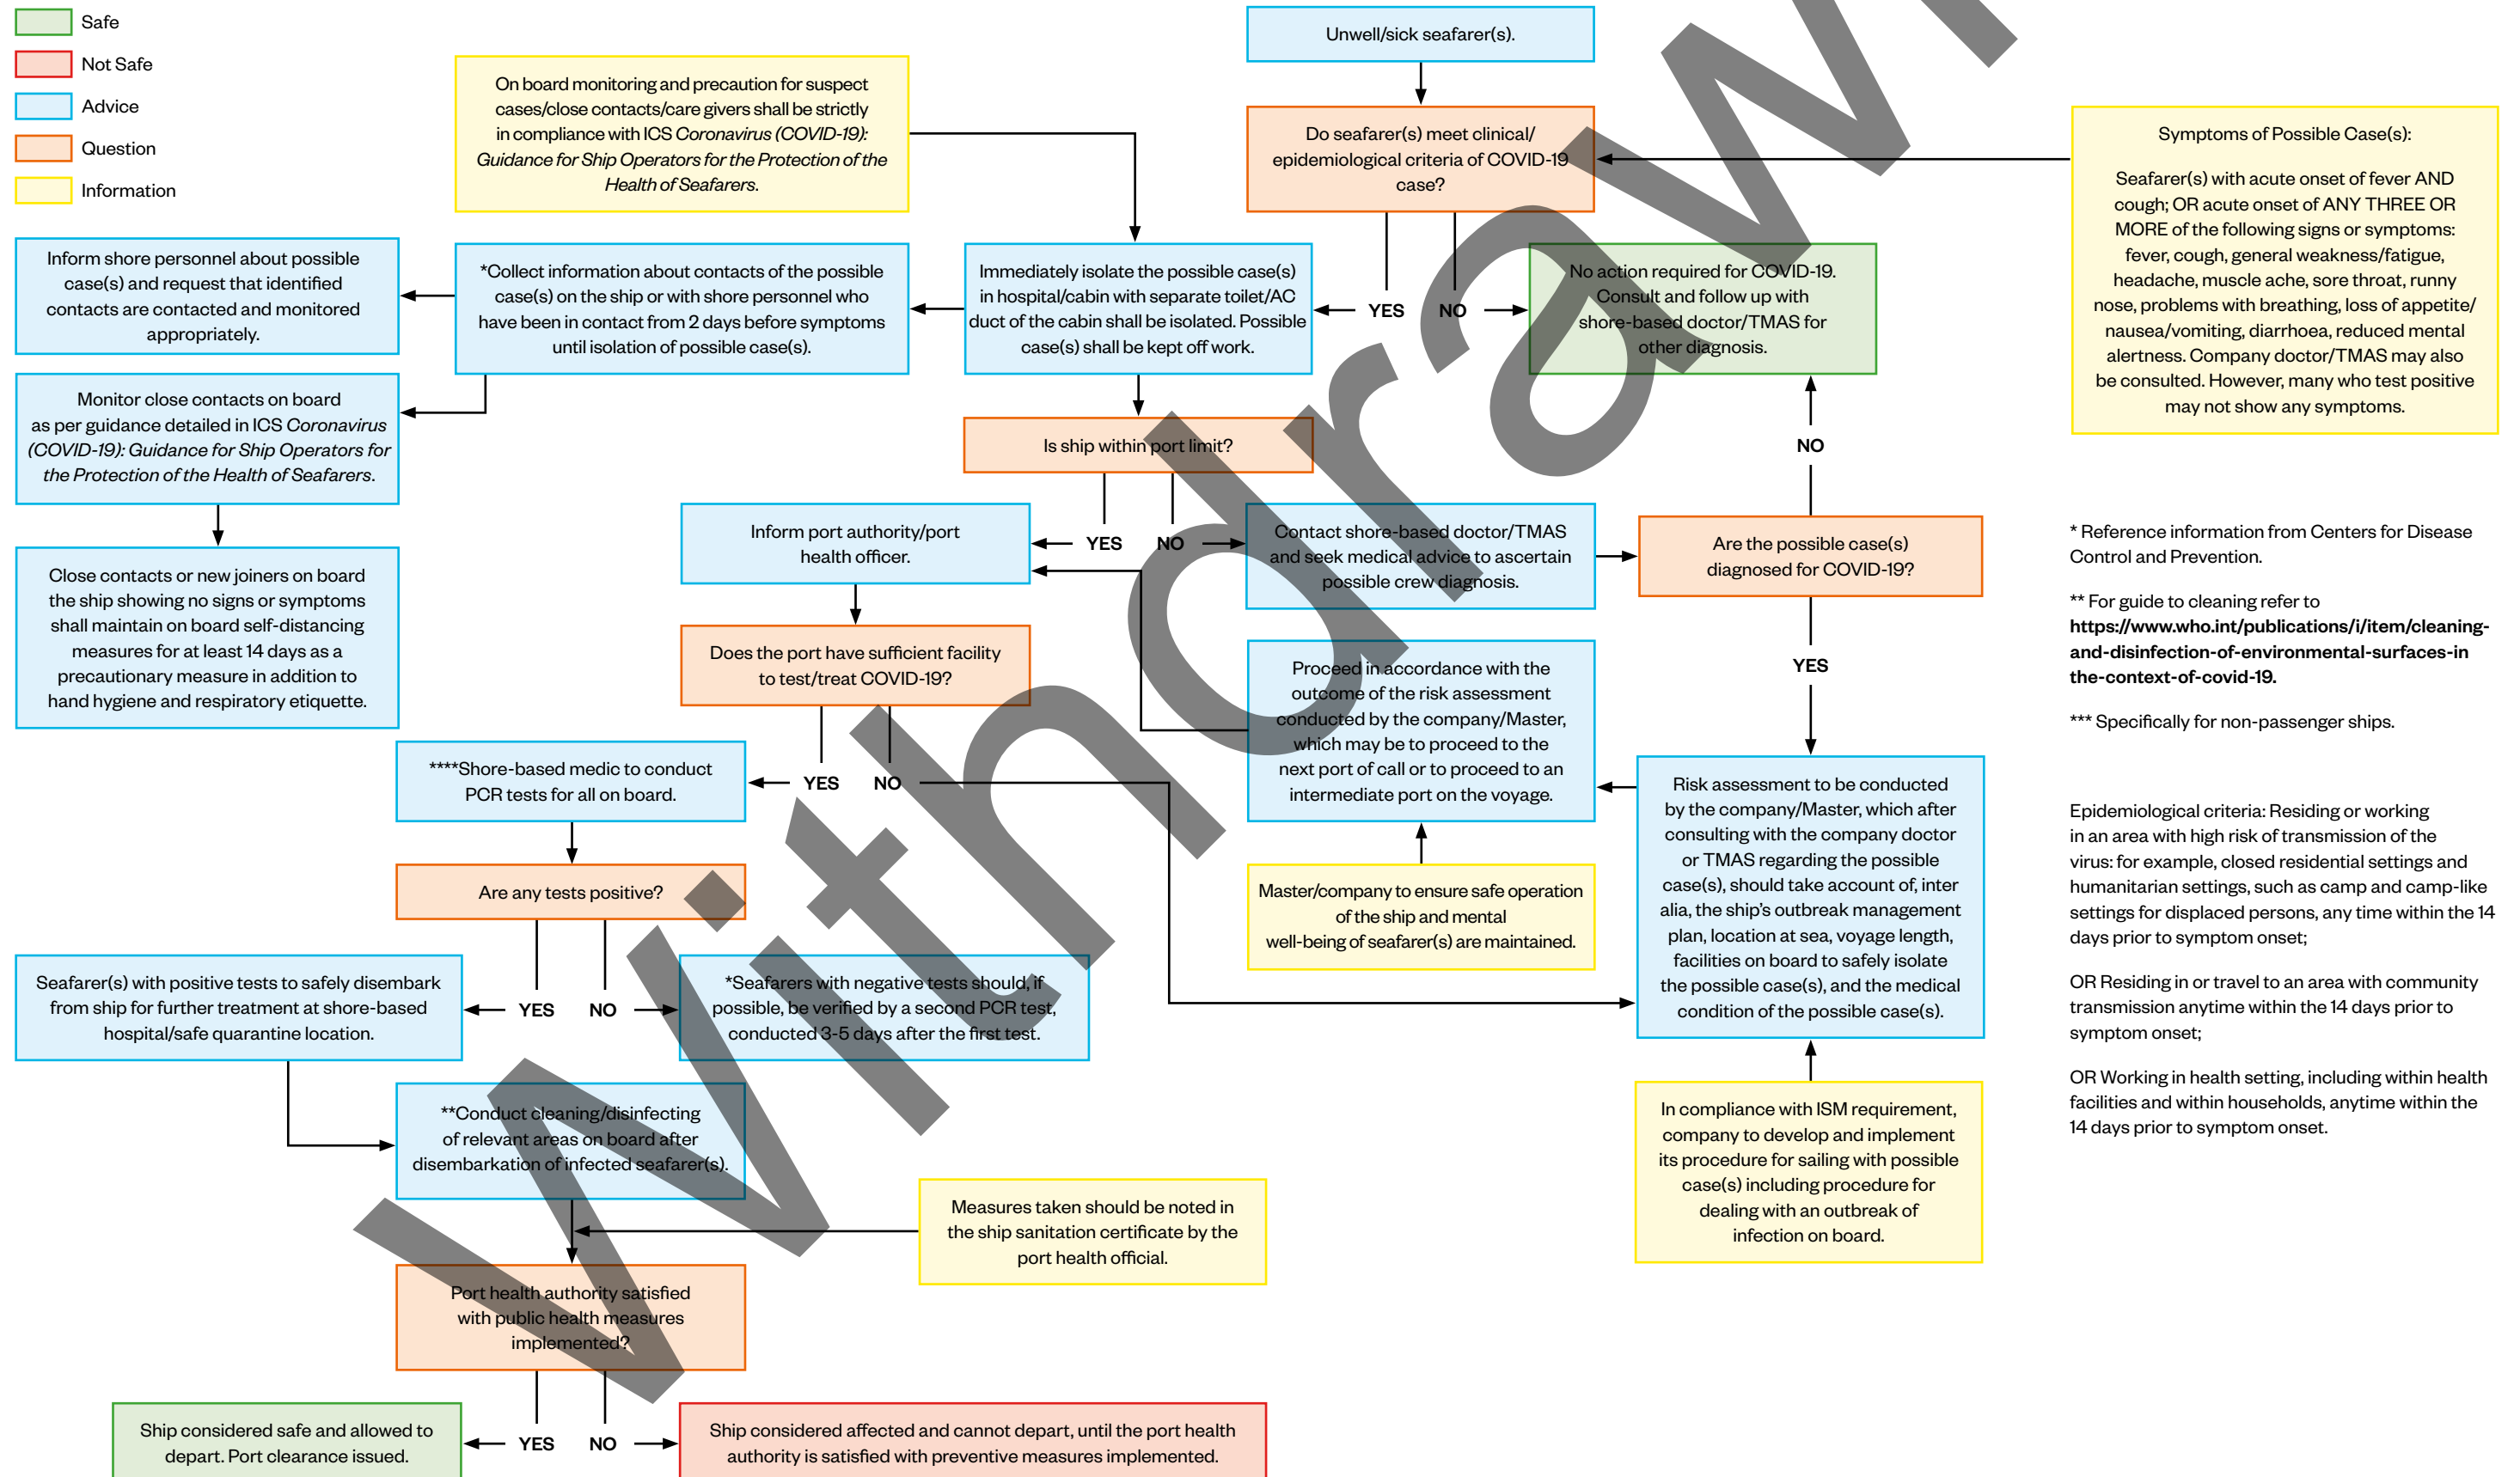 Safe
Not Safe
Advice
Question
Information
Unwell/sick seafarer(s).
On board monitoring and precaution for suspect
cases/close contacts/care givers shall be strictly
in compliance with ICS Coronavirus (COVID-19):
Guidance for Ship Operators for the Protection of the
Health of Seafarers.
Do seafarer(s) meet clinical/
epidemiological criteria of COVID-19
case?
Symptoms of Possible Case(s):
Seafarer(s) with acute onset of fever AND
cough; OR acute onset of ANY THREE OR
MORE of the following signs or symptoms:
fever, cough, general weakness/fatigue,
headache, muscle ache, sore throat, runny
nose, problems with breathing, loss of appetite/
nausea/vomiting, diarrhoea, reduced mental
alertness. Company doctor/TMAS may also
be consulted. However, many who test positive
may not show any symptoms.
Inform shore personnel about possible
case(s) and request that identified
contacts are contacted and monitored
appropriately.
*Collect information about contacts of the possible
case(s) on the ship or with shore personnel who
have been in contact from 2 days before symptoms
until isolation of possible case(s).
Immediately isolate the possible case(s)
in hospital/cabin with separate toilet/AC
duct of the cabin shall be isolated. Possible
case(s) shall be kept off work.
YES
NO
No action required for COVID-19.
Consult and follow up with
shore-based doctor/TMAS for
other diagnosis.
Monitor close contacts on board
as per guidance detailed in ICS Coronavirus
(COVID-19): Guidance for Ship Operators for
the Protection of the Health of Seafarers.
Is ship within port limit?
NO
Inform port authority/port
health officer.
YES
NO
Contact shore-based doctor/TMAS
and seek medical advice to ascertain
possible crew diagnosis.
Are the possible case(s)
diagnosed for COVID-19?
* Reference information from Centers for Disease
Control and Prevention.
** For guide to cleaning refer to
https://www.who.int/publications/i/item/cleaning-
and-disinfection-of-environmental-surfaces-in
the-context-of-covid-19.
*** Specifically for non-passenger ships.
Close contacts or new joiners on board
the ship showing no signs or symptoms
shall maintain on board self-distancing
measures for at least 14 days as a
precautionary measure in addition to
hand hygiene and respiratory etiquette.
Does the port have sufficient facility
to test/treat COVID-19?
Proceed in accordance with the
outcome of the risk assessment
conducted by the company/Master,
which may be to proceed to the
next port of call or to proceed to an
intermediate port on the voyage.
YES
****Shore-based medic to conduct
PCR tests for all on board.
YES
NO
Risk assessment to be conducted
by the company/Master, which after
consulting with the company doctor
or TMAS regarding the possible
case(s), should take account of, inter
alia, the ship's outbreak management
plan, location at sea, voyage length,
facilities on board to safely isolate
the possible case(s), and the medical
condition of the possible case(s).
Epidemiological criteria: Residing or working
in an area with high risk of transmission of the
virus: for example, closed residential settings and
humanitarian settings, such as camp and camp-like
settings for displaced persons, any time within the 14
days prior to symptom onset;
OR Residing in or travel to an area with community
transmission anytime within the 14 days prior to
symptom onset;
OR Working in health setting, including within health
facilities and within households, anytime within the
14 days prior to symptom onset.
Are any tests positive?
Master/company to ensure safe operation
of the ship and mental
well-being of seafarer(s) are maintained.
Seafarer(s) with positive tests to safely disembark
from ship for further treatment at shore-based
hospital/safe quarantine location.
YES
NO
*Seafarers with negative tests should, if
possible, be verified by a second PCR test,
conducted 3-5 days after the first test.
**Conduct cleaning/disinfecting
of relevant areas on board after
disembarkation of infected seafarer(s).
In compliance with ISM requirement,
company to develop and implement
its procedure for sailing with possible
case(s) including procedure for
dealing with an outbreak of
infection on board.
Measures taken should be noted in
the ship sanitation certificate by the
port health official.
Port health authority satisfied
with public health measures
implemented?
Ship considered safe and allowed to
depart. Port clearance issued.
YES
NO
Ship considered affected and cannot depart, until the port health
authority is satisfied with preventive measures implemented.
Withdrawn